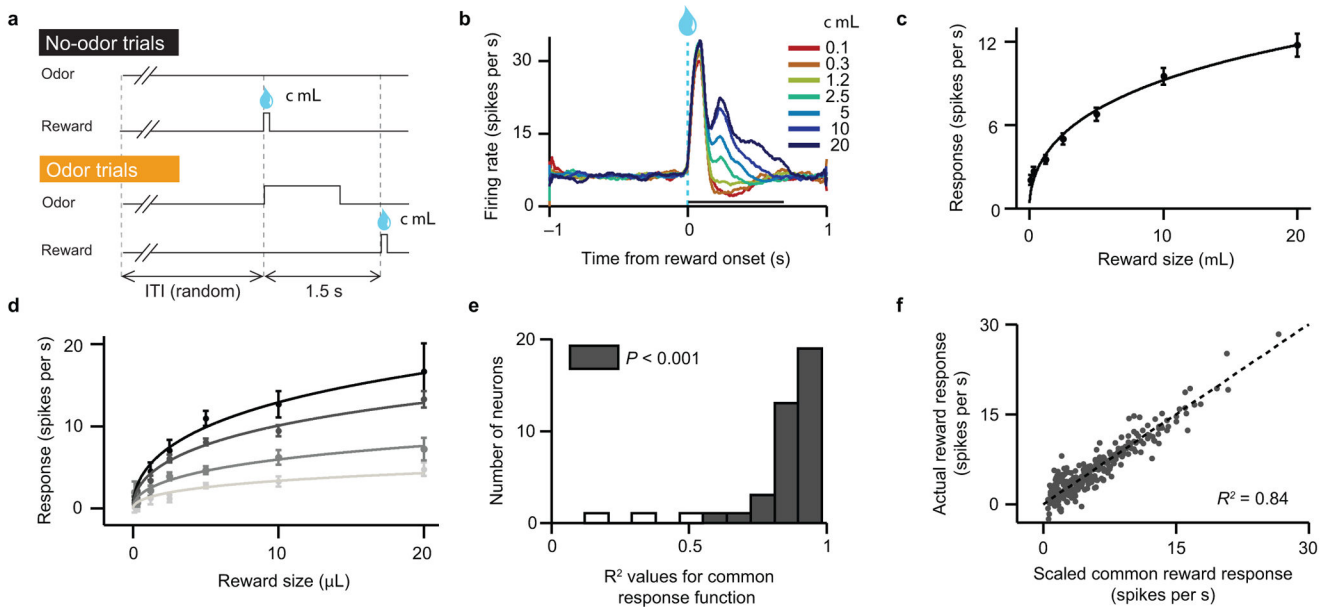 a
No-odor trials
Odor
c mL
Reward
Odor trials
Odor
c mL
Reward
ITI (random)
1.5 s
b
c mL
35
0.1
0.3
1.2
2.5
5
10
20
15
0
Firing rate (spikes per s)
–1
0
1
Time from reward onset (s)
c
12
6
0
Response (spikes per s)
0
10
20
Reward size (mL)
d
20
10
0
Response (spikes per s)
0
10
20
Reward size (μL)
e
20
10
0
Number of neurons
P < 0.001
0
0.5
1
R² values for common
response function
f
30
15
0
Actual reward response
(spikes per s)
R² = 0.84
0
15
30
Scaled common reward response
(spikes per s)